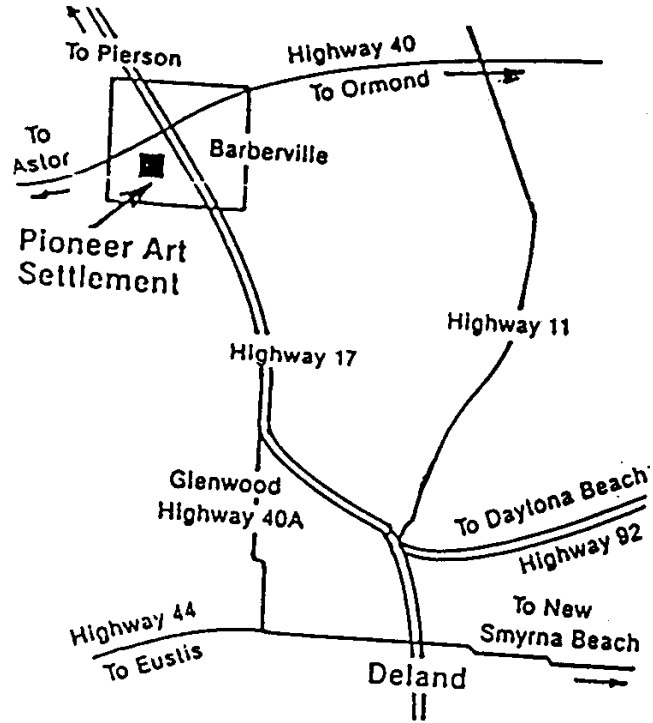 To Pierson
Highway 40
To Ormond
To
Astor
Barberville
Pioneer Art
Settlement
Highway 11
Highway 17
Glenwood
Highway 40A
To Daytona Beach
Highway 92
Highway 44
To Eustis
To New
Smyrna Beach
Deland